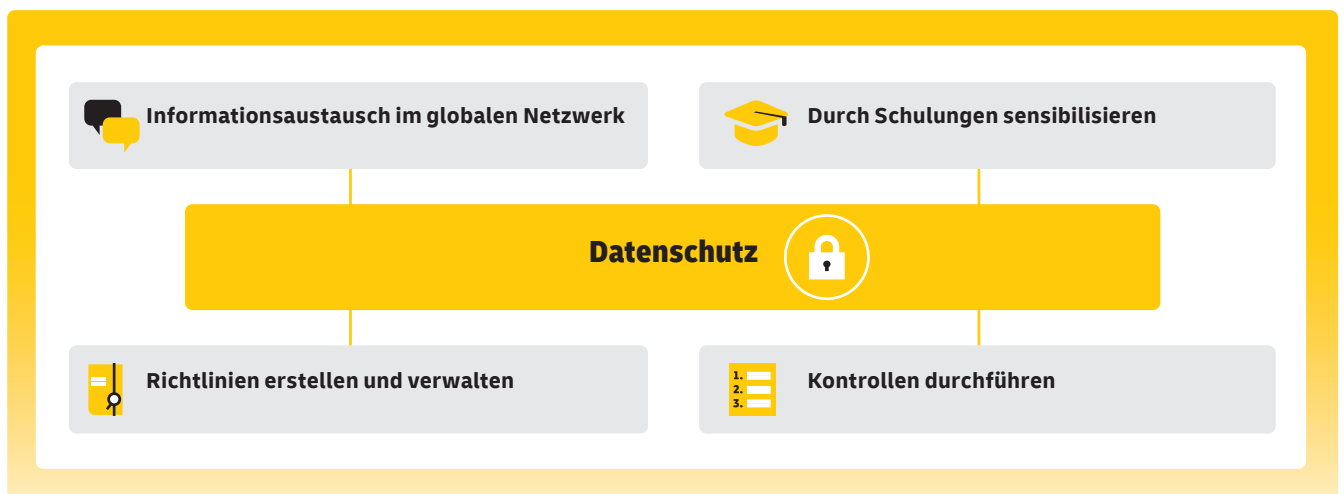 Informationsaustausch im globalen Netzwerk
Durch Schulungen sensibilisieren
Datenschutz
Richtlinien erstellen und verwalten
1.
2.
3.
Kontrollen durchführen